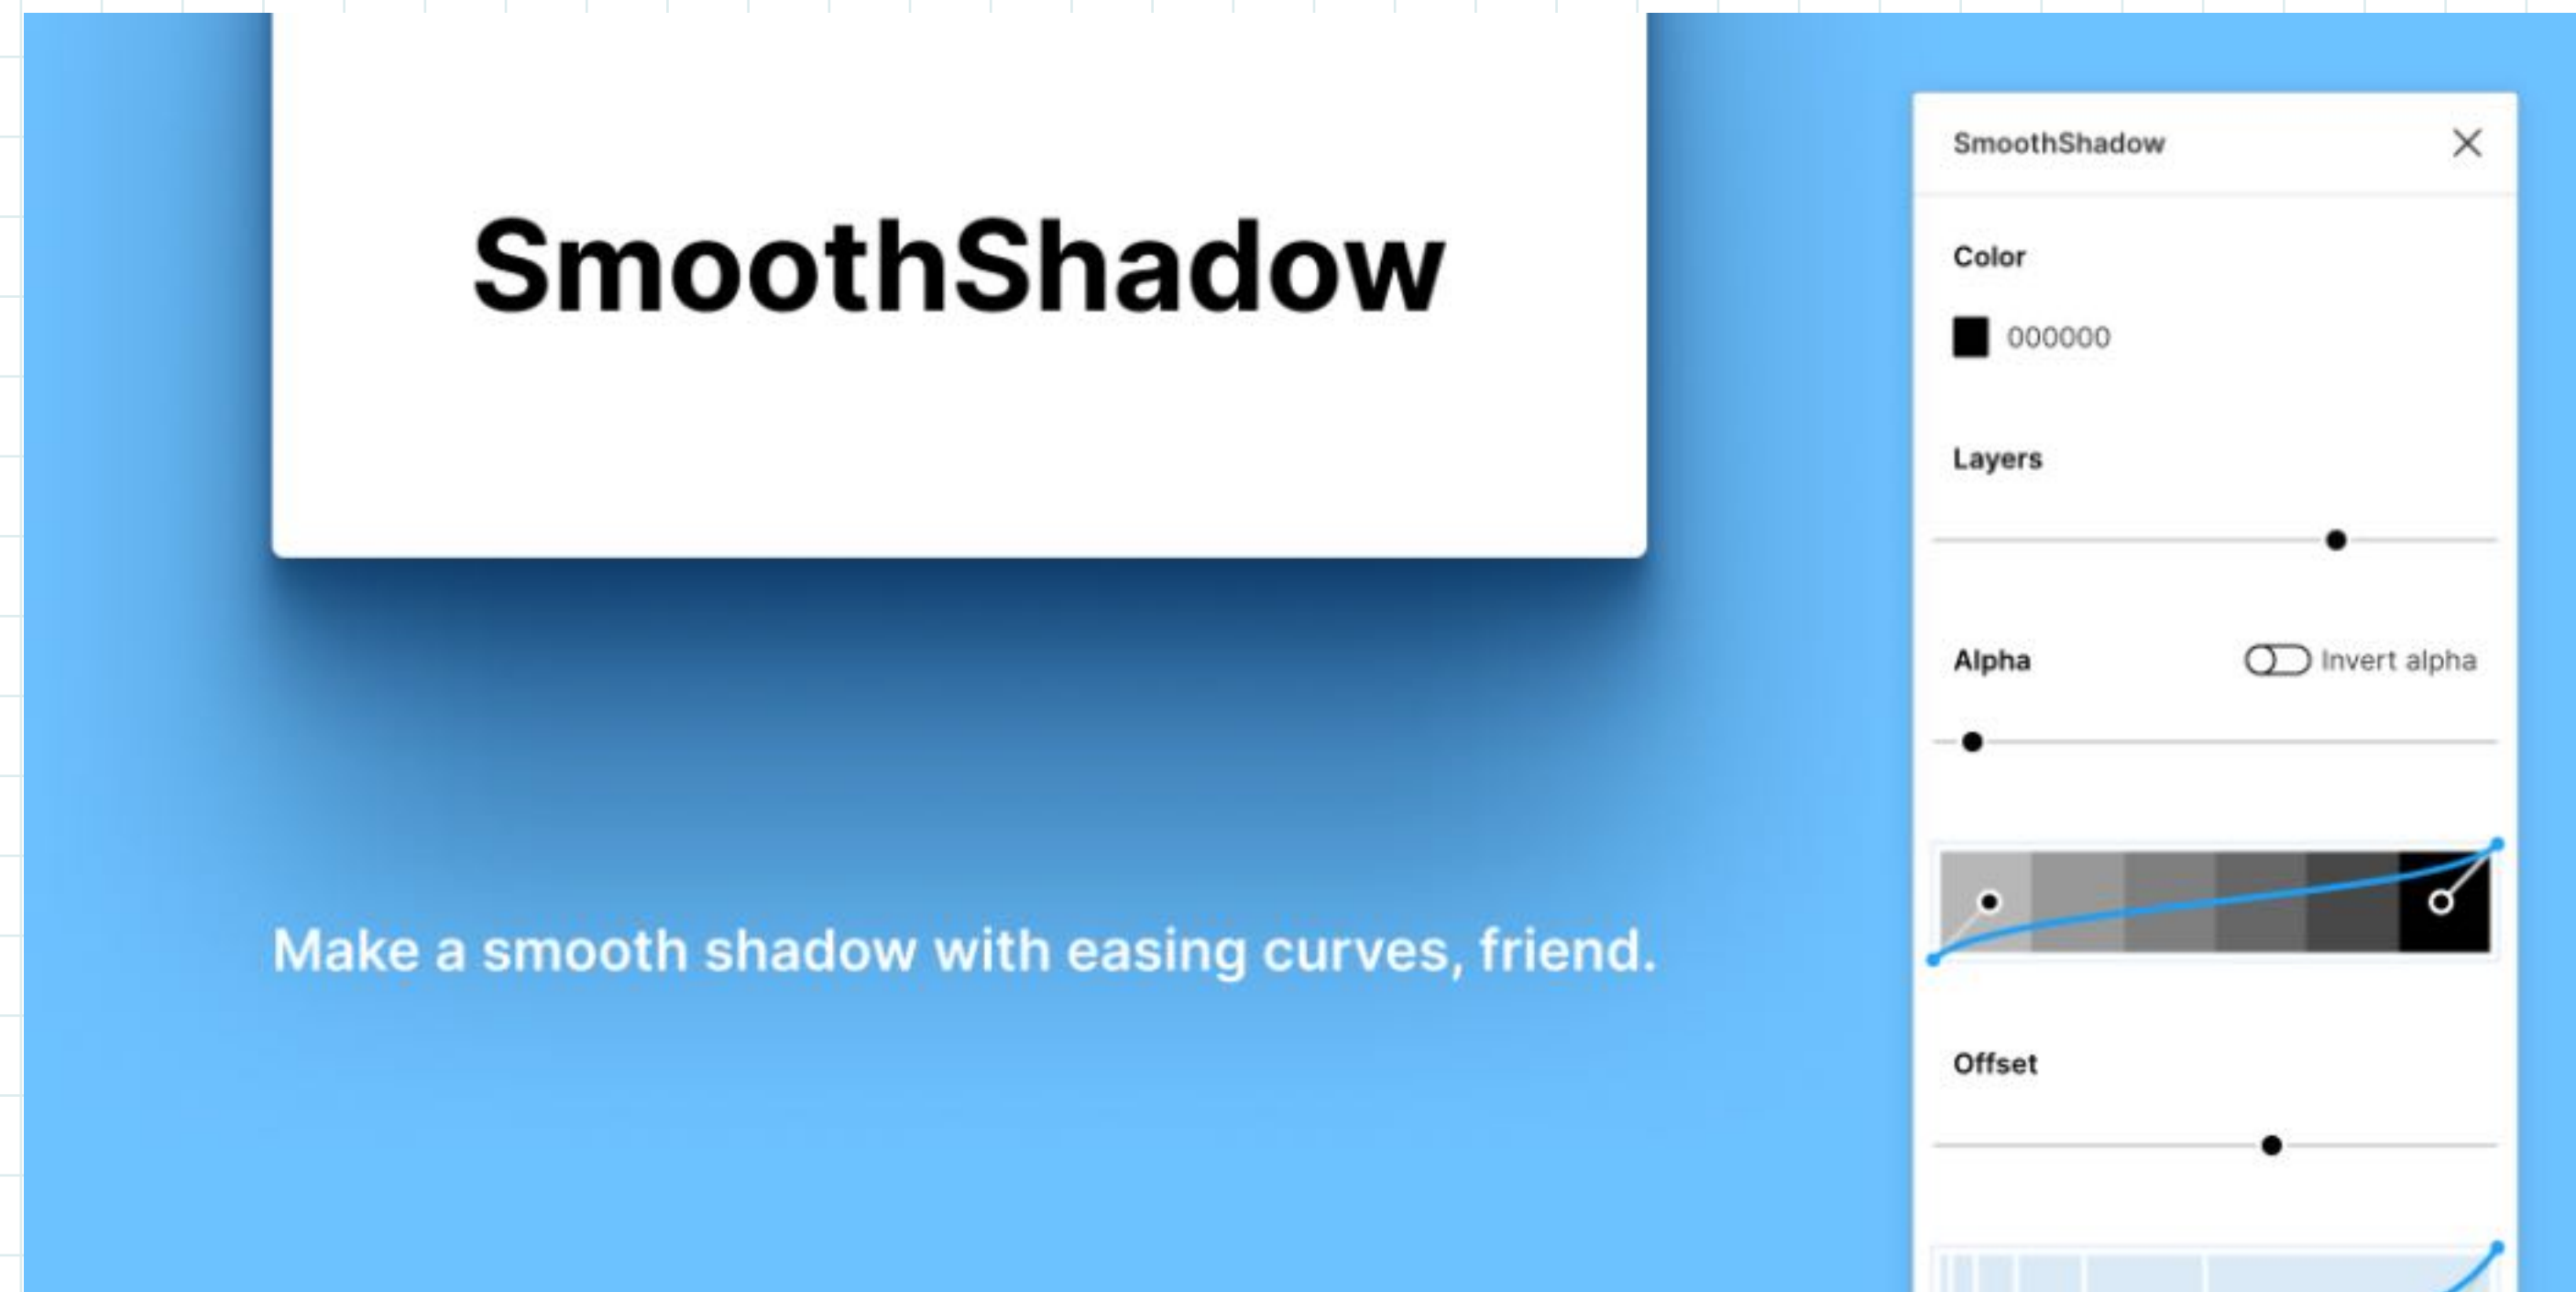 SmoothShadow
Make a smooth shadow with easing curves, friend.
SmoothShadow
Color
000000
Layers
Alpha
Invert alpha
Offset